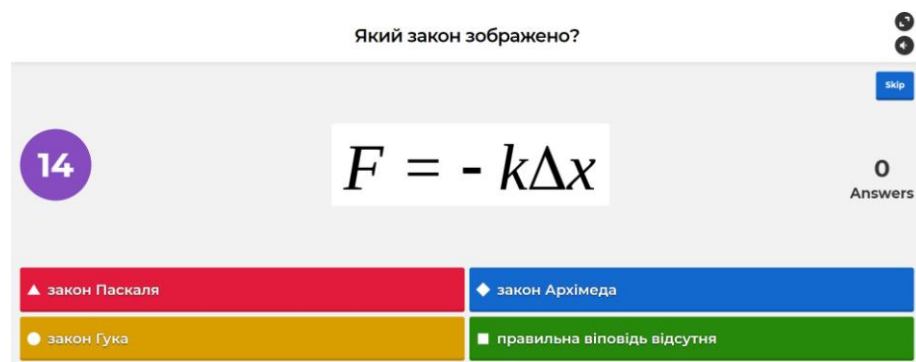 Який закон зображено?
Skip
14
F = - kΔx
0
Answers
закон Паскаля
закон Архімеда
закон Гука
правильна віповідь відсутня